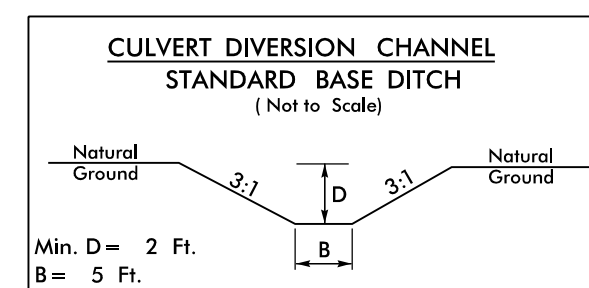 CULVERT DIVERSION CHANNEL
STANDARD BASE DITCH
( Not to Scale)
Natural
Ground
3:1
D
3:1
Natural
Ground
B
Min. D = 2 Ft.
B = 5 Ft.